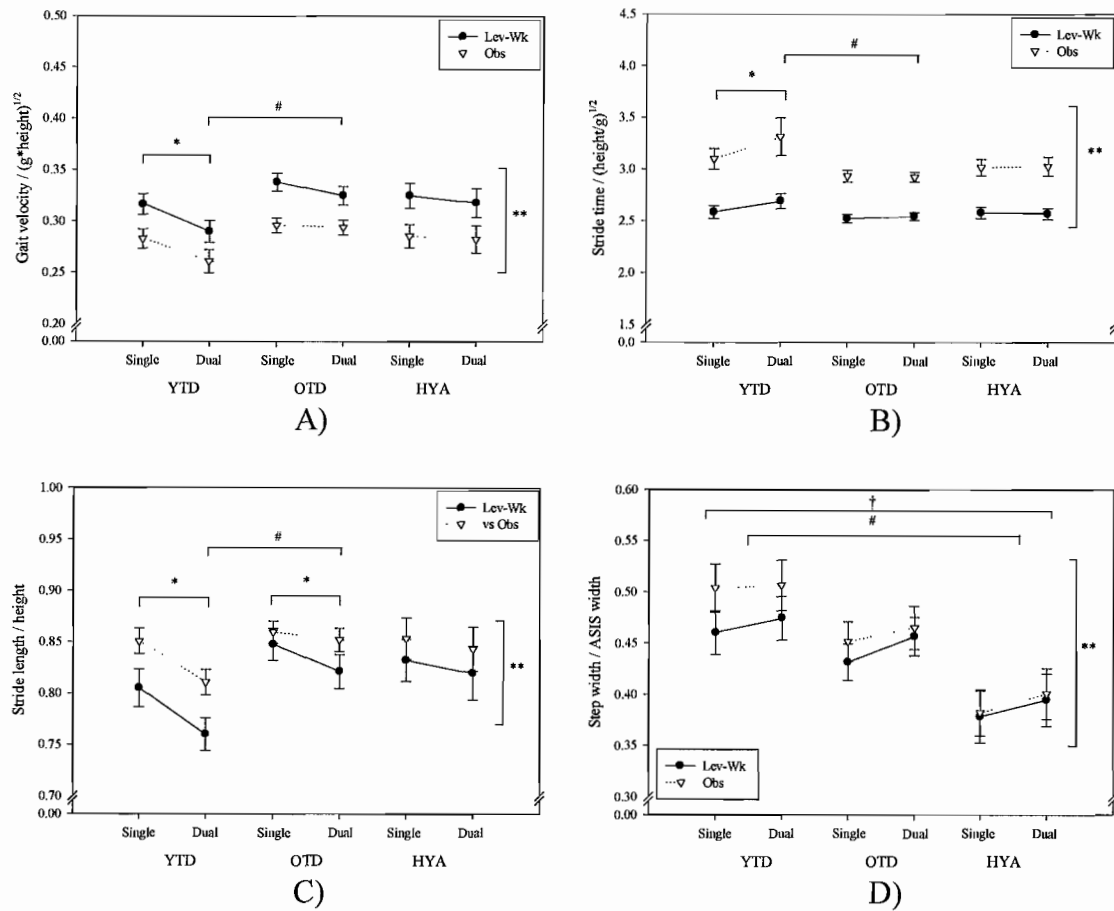 0.50
0.40
0.35
0.30
0.25
0.20
0.00
Gait velocity / (g*height)1/2
Lev-Wk
Obs
#
*
**
Single Dual Single Dual Single Dual
YTD OTD HYA
A)
4.5
4.0
3.5
3.0
2.5
2.0
1.5
0.0
Stride time / (height/g)1/2
Lev-Wk
Obs
#
*
**
Single Dual Single Dual Single Dual
YTD OTD HYA
B)
1.00
0.95
0.90
0.85
0.80
0.75
0.70
0.00
Stride length / height
Lev-Wk
vs Obs
#
* *
**
Single Dual Single Dual Single Dual
YTD OTD HYA
C)
0.60
0.55
0.50
0.45
0.40
0.35
0.30
0.00
Step width / ASIS width
†
#
**
Lev-Wk
Obs
Single Dual Single Dual Single Dual
YTD OTD HYA
D)